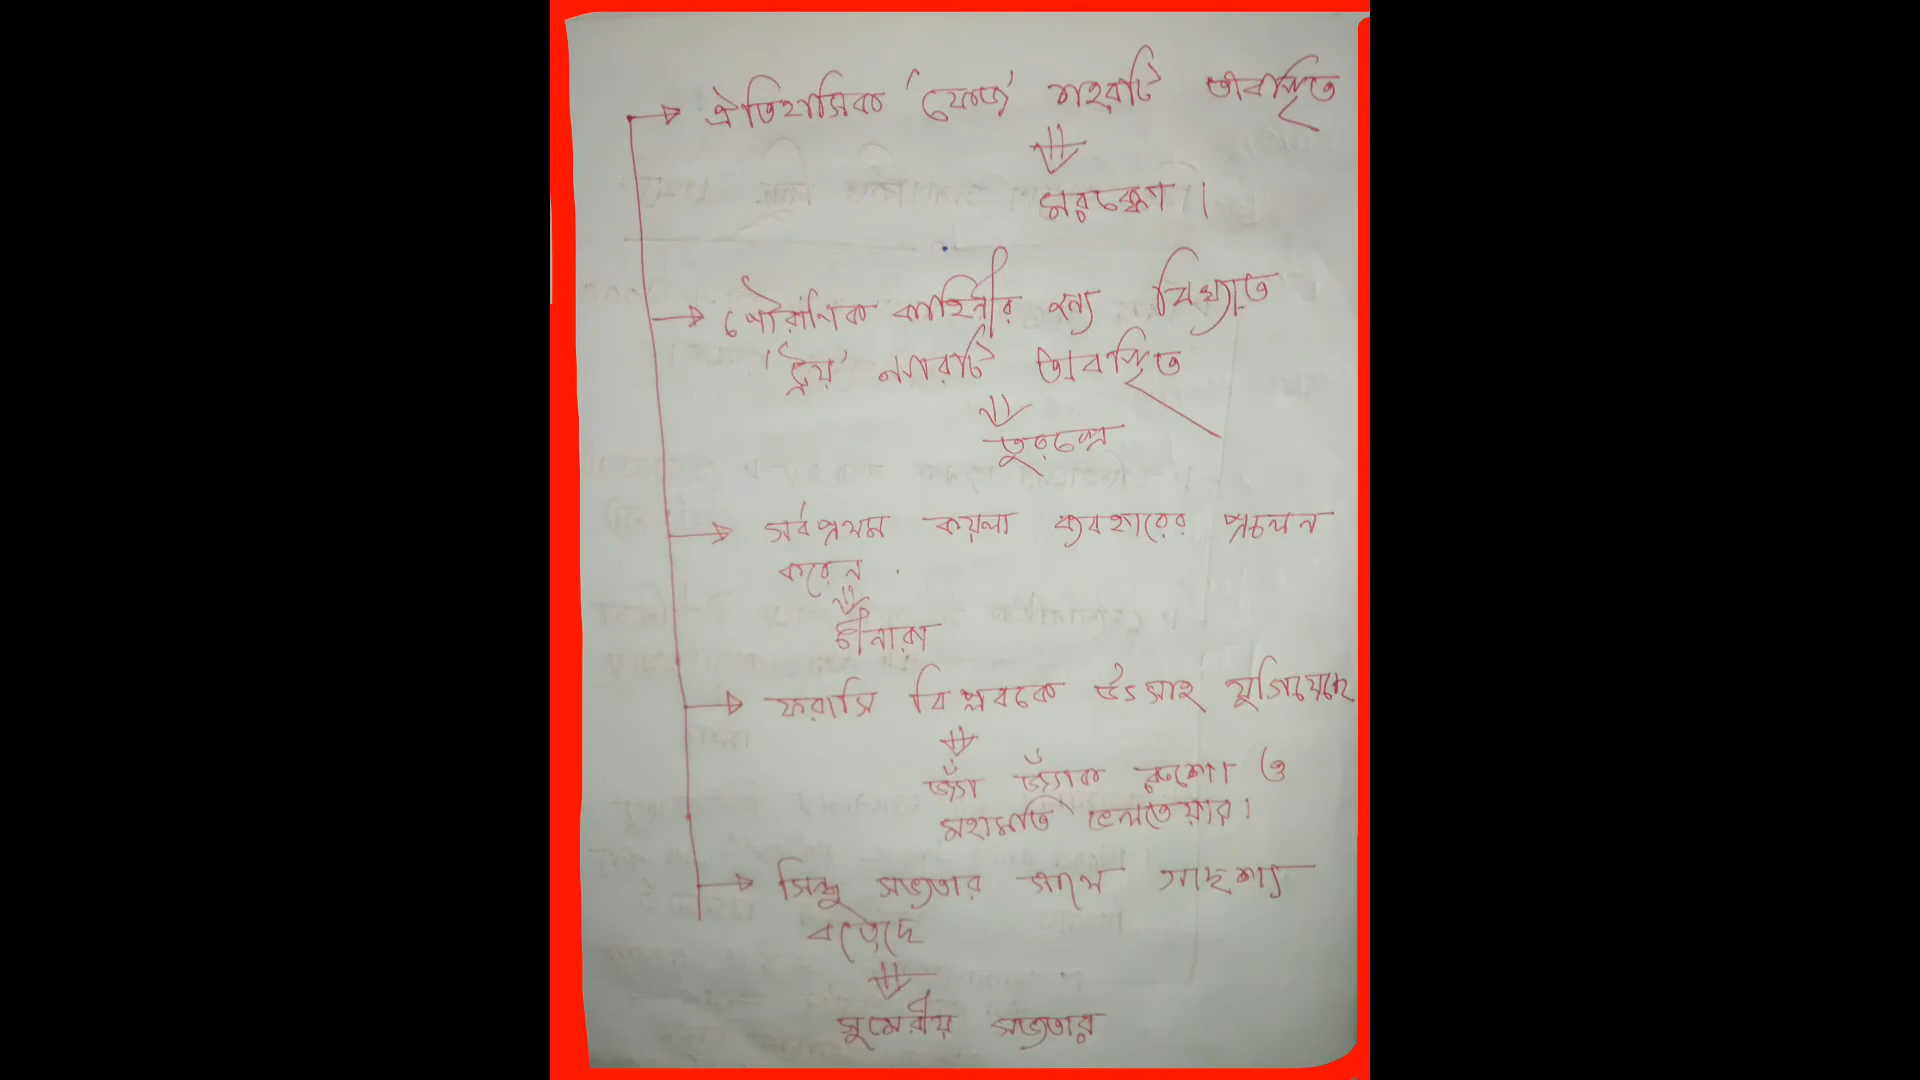 ঐতিহাসিক 'ফেজ' শহরটি অবস্থিত
মরক্কো।
পৌরাণিক কাহিনীর জন্য বিখ্যাত
'ট্রয়' নগরটি অবস্থিত
তুরস্কে
সর্বপ্রথম কয়লা ব্যবহারের প্রচলন
করেন
চীনারা
ফরাসি বিপ্লবকে উৎসাহ যুগিয়েছে
জ্যাঁ জ্যাঁক রুশো ও
মহামতি ভলতেয়ার।
সিন্ধু সভ্যতার সাথে সাদৃশ্য
রয়েছে
সুমেরীয় সভ্যতার